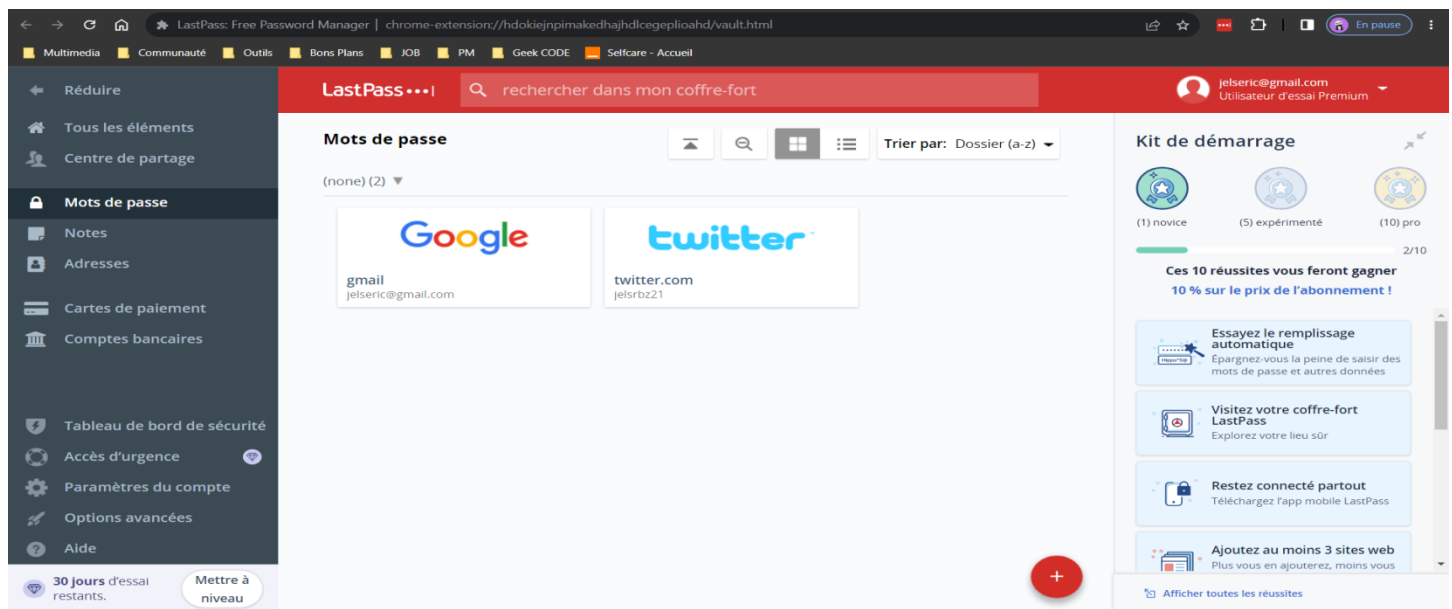 LastPass: Free Password Manager | chrome-extension://hdokiejnpimakedhajhdlcegeplioahd/vault.html
En pause
Multimedia
Communauté
Outils
Bons Plans
JOB
PM
Geek CODE
Selfcare - Accueil
Réduire
Tous les éléments
Centre de partage
Mots de passe
Notes
Adresses
Cartes de paiement
Comptes bancaires
Tableau de bord de sécurité
Accès d'urgence
Paramètres du compte
Options avancées
Aide
30 jours d'essai
restants.
Mettre à
niveau
LastPass •••|
rechercher dans mon coffre-fort
jelseric@gmail.com
Utilisateur d'essai Premium
Mots de passe
Trier par: Dossier (a-z)
(none) (2)
Google
gmail
jelseric@gmail.com
twitter
twitter.com
jelsrbz21
Kit de démarrage
(1) novice
(5) expérimenté
(10) pro
2/10
Ces 10 réussites vous feront gagner
10 % sur le prix de l'abonnement !
Essayez le remplissage
automatique
Épargnez-vous la peine de saisir des
mots de passe et autres données
Visitez votre coffre-fort
LastPass
Explorez votre lieu sûr
Restez connecté partout
Téléchargez l'app mobile LastPass
Ajoutez au moins 3 sites web
Plus vous en ajouterez, moins vous
Afficher toutes les réussites